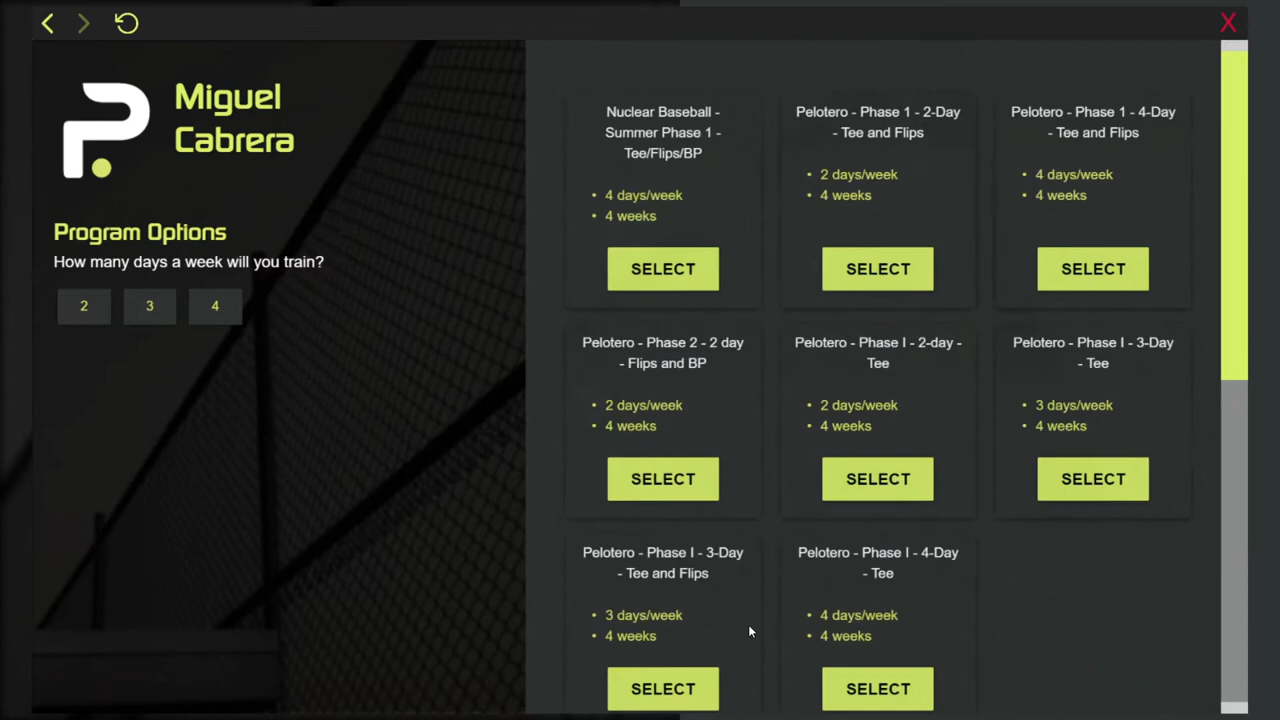 X
Miguel
Cabrera
Program Options
How many days a week will you train?
2 3 4
Nuclear Baseball -
Summer Phase 1 -
Tee/Flips/BP
• 4 days/week
• 4 weeks
SELECT
Pelotero - Phase 1 - 2-Day
- Tee and Flips
• 2 days/week
• 4 weeks
SELECT
Pelotero - Phase 1 - 4-Day
- Tee and Flips
• 4 days/week
• 4 weeks
SELECT
Pelotero - Phase 2 - 2 day
- Flips and BP
• 2 days/week
• 4 weeks
SELECT
Pelotero - Phase I - 2-day -
Tee
• 2 days/week
• 4 weeks
SELECT
Pelotero - Phase I - 3-Day
- Tee
• 3 days/week
• 4 weeks
SELECT
Pelotero - Phase I - 3-Day
- Tee and Flips
• 3 days/week
• 4 weeks
SELECT
Pelotero - Phase I - 4-Day
- Tee
• 4 days/week
• 4 weeks
SELECT